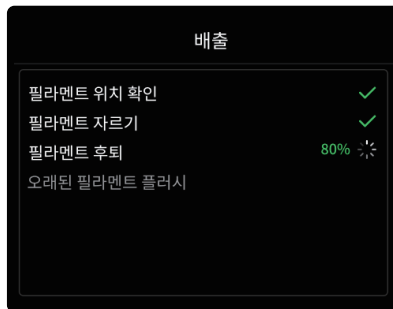 배출
필라멘트 위치 확인
필라멘트 자르기
필라멘트 후퇴 80%
오래된 필라멘트 플러시